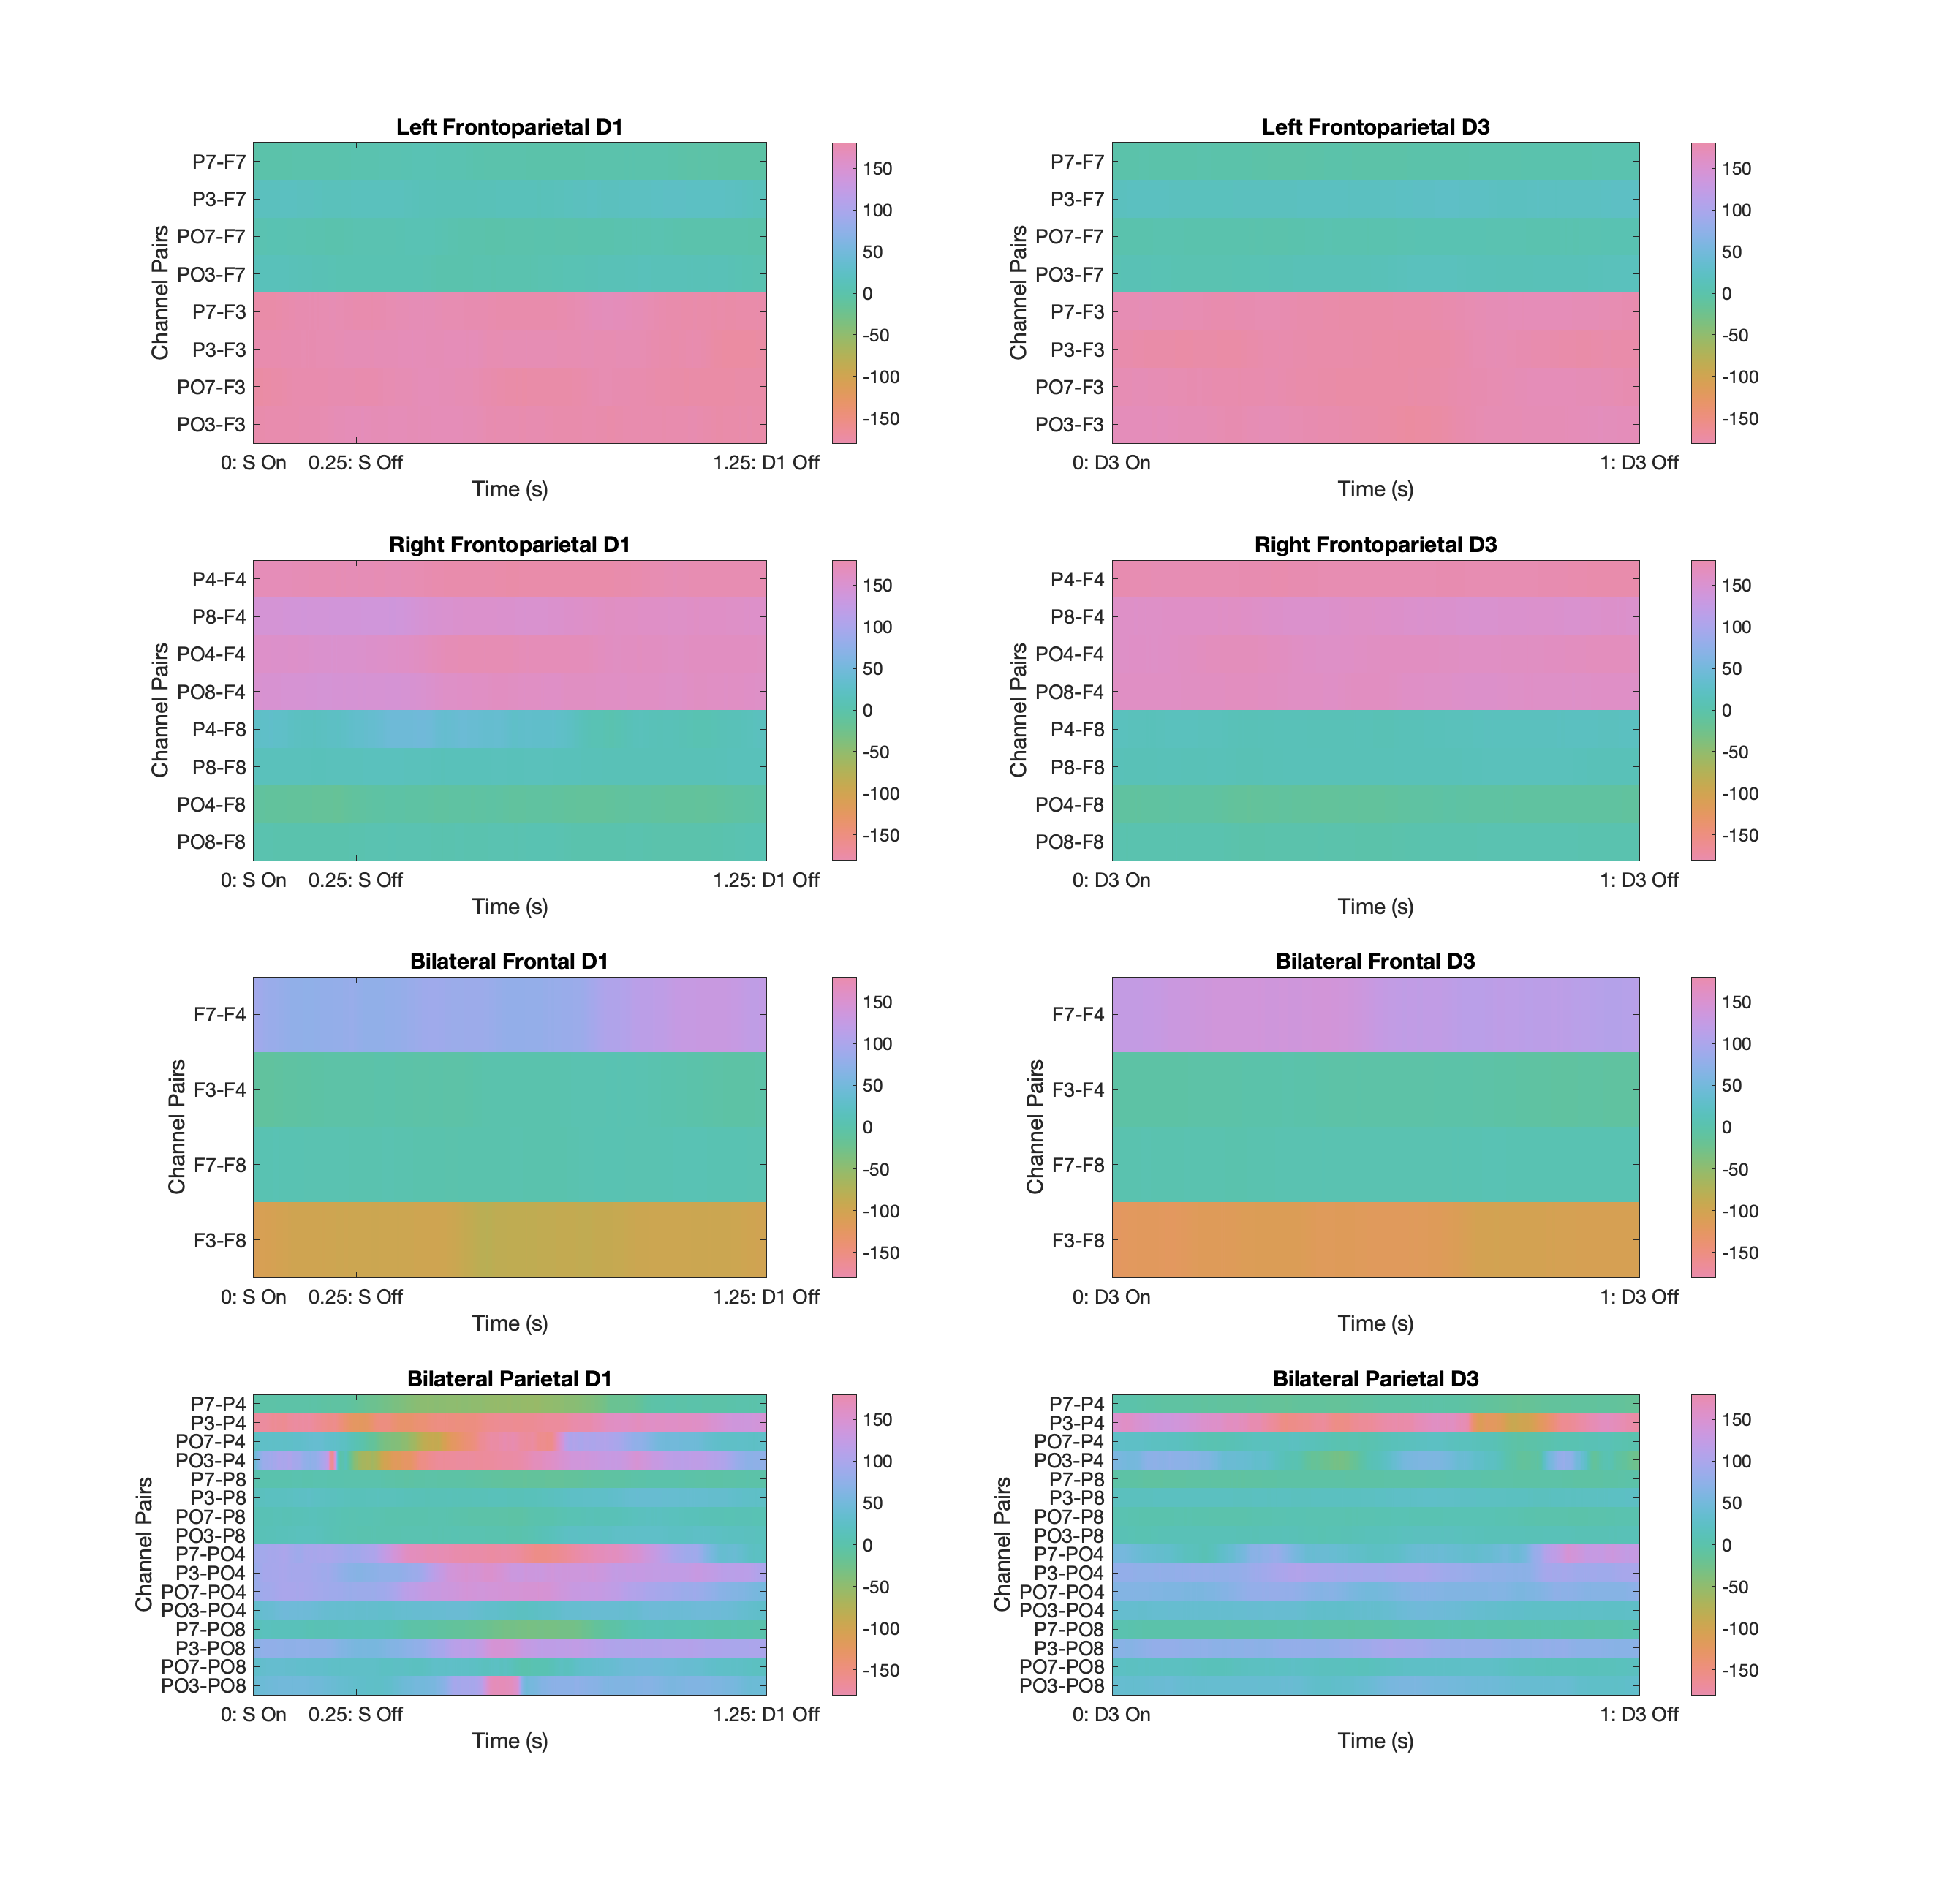 Left Frontoparietal D1
Channel Pairs
P7-F7
P3-F7
PO7-F7
PO3-F7
P7-F3
P3-F3
PO7-F3
PO3-F3
0: S On 0.25: S Off 1.25: D1 Off
Time (s)
150
100
50
0
-50
-100
-150
Left Frontoparietal D3
Channel Pairs
P7-F7
P3-F7
PO7-F7
PO3-F7
P7-F3
P3-F3
PO7-F3
PO3-F3
0: D3 On 1: D3 Off
Time (s)
150
100
50
0
-50
-100
-150
Right Frontoparietal D1
Channel Pairs
P4-F4
P8-F4
PO4-F4
PO8-F4
P4-F8
P8-F8
PO4-F8
PO8-F8
0: S On 0.25: S Off 1.25: D1 Off
Time (s)
150
100
50
0
-50
-100
-150
Right Frontoparietal D3
Channel Pairs
P4-F4
P8-F4
PO4-F4
PO8-F4
P4-F8
P8-F8
PO4-F8
PO8-F8
0: D3 On 1: D3 Off
Time (s)
150
100
50
0
-50
-100
-150
Bilateral Frontal D1
Channel Pairs
F7-F4
F3-F4
F7-F8
F3-F8
0: S On 0.25: S Off 1.25: D1 Off
Time (s)
150
100
50
0
-50
-100
-150
Bilateral Frontal D3
Channel Pairs
F7-F4
F3-F4
F7-F8
F3-F8
0: D3 On 1: D3 Off
Time (s)
150
100
50
0
-50
-100
-150
Bilateral Parietal D1
Channel Pairs
P7-P4
P3-P4
PO7-P4
PO3-P4
P7-P8
P3-P8
PO7-P8
PO3-P8
P7-PO4
P3-PO4
PO7-PO4
PO3-PO4
P7-PO8
P3-PO8
PO7-PO8
PO3-PO8
0: S On 0.25: S Off 1.25: D1 Off
Time (s)
150
100
50
0
-50
-100
-150
Bilateral Parietal D3
Channel Pairs
P7-P4
P3-P4
PO7-P4
PO3-P4
P7-P8
P3-P8
PO7-P8
PO3-P8
P7-PO4
P3-PO4
PO7-PO4
PO3-PO4
P7-PO8
P3-PO8
PO7-PO8
PO3-PO8
0: D3 On 1: D3 Off
Time (s)
150
100
50
0
-50
-100
-150